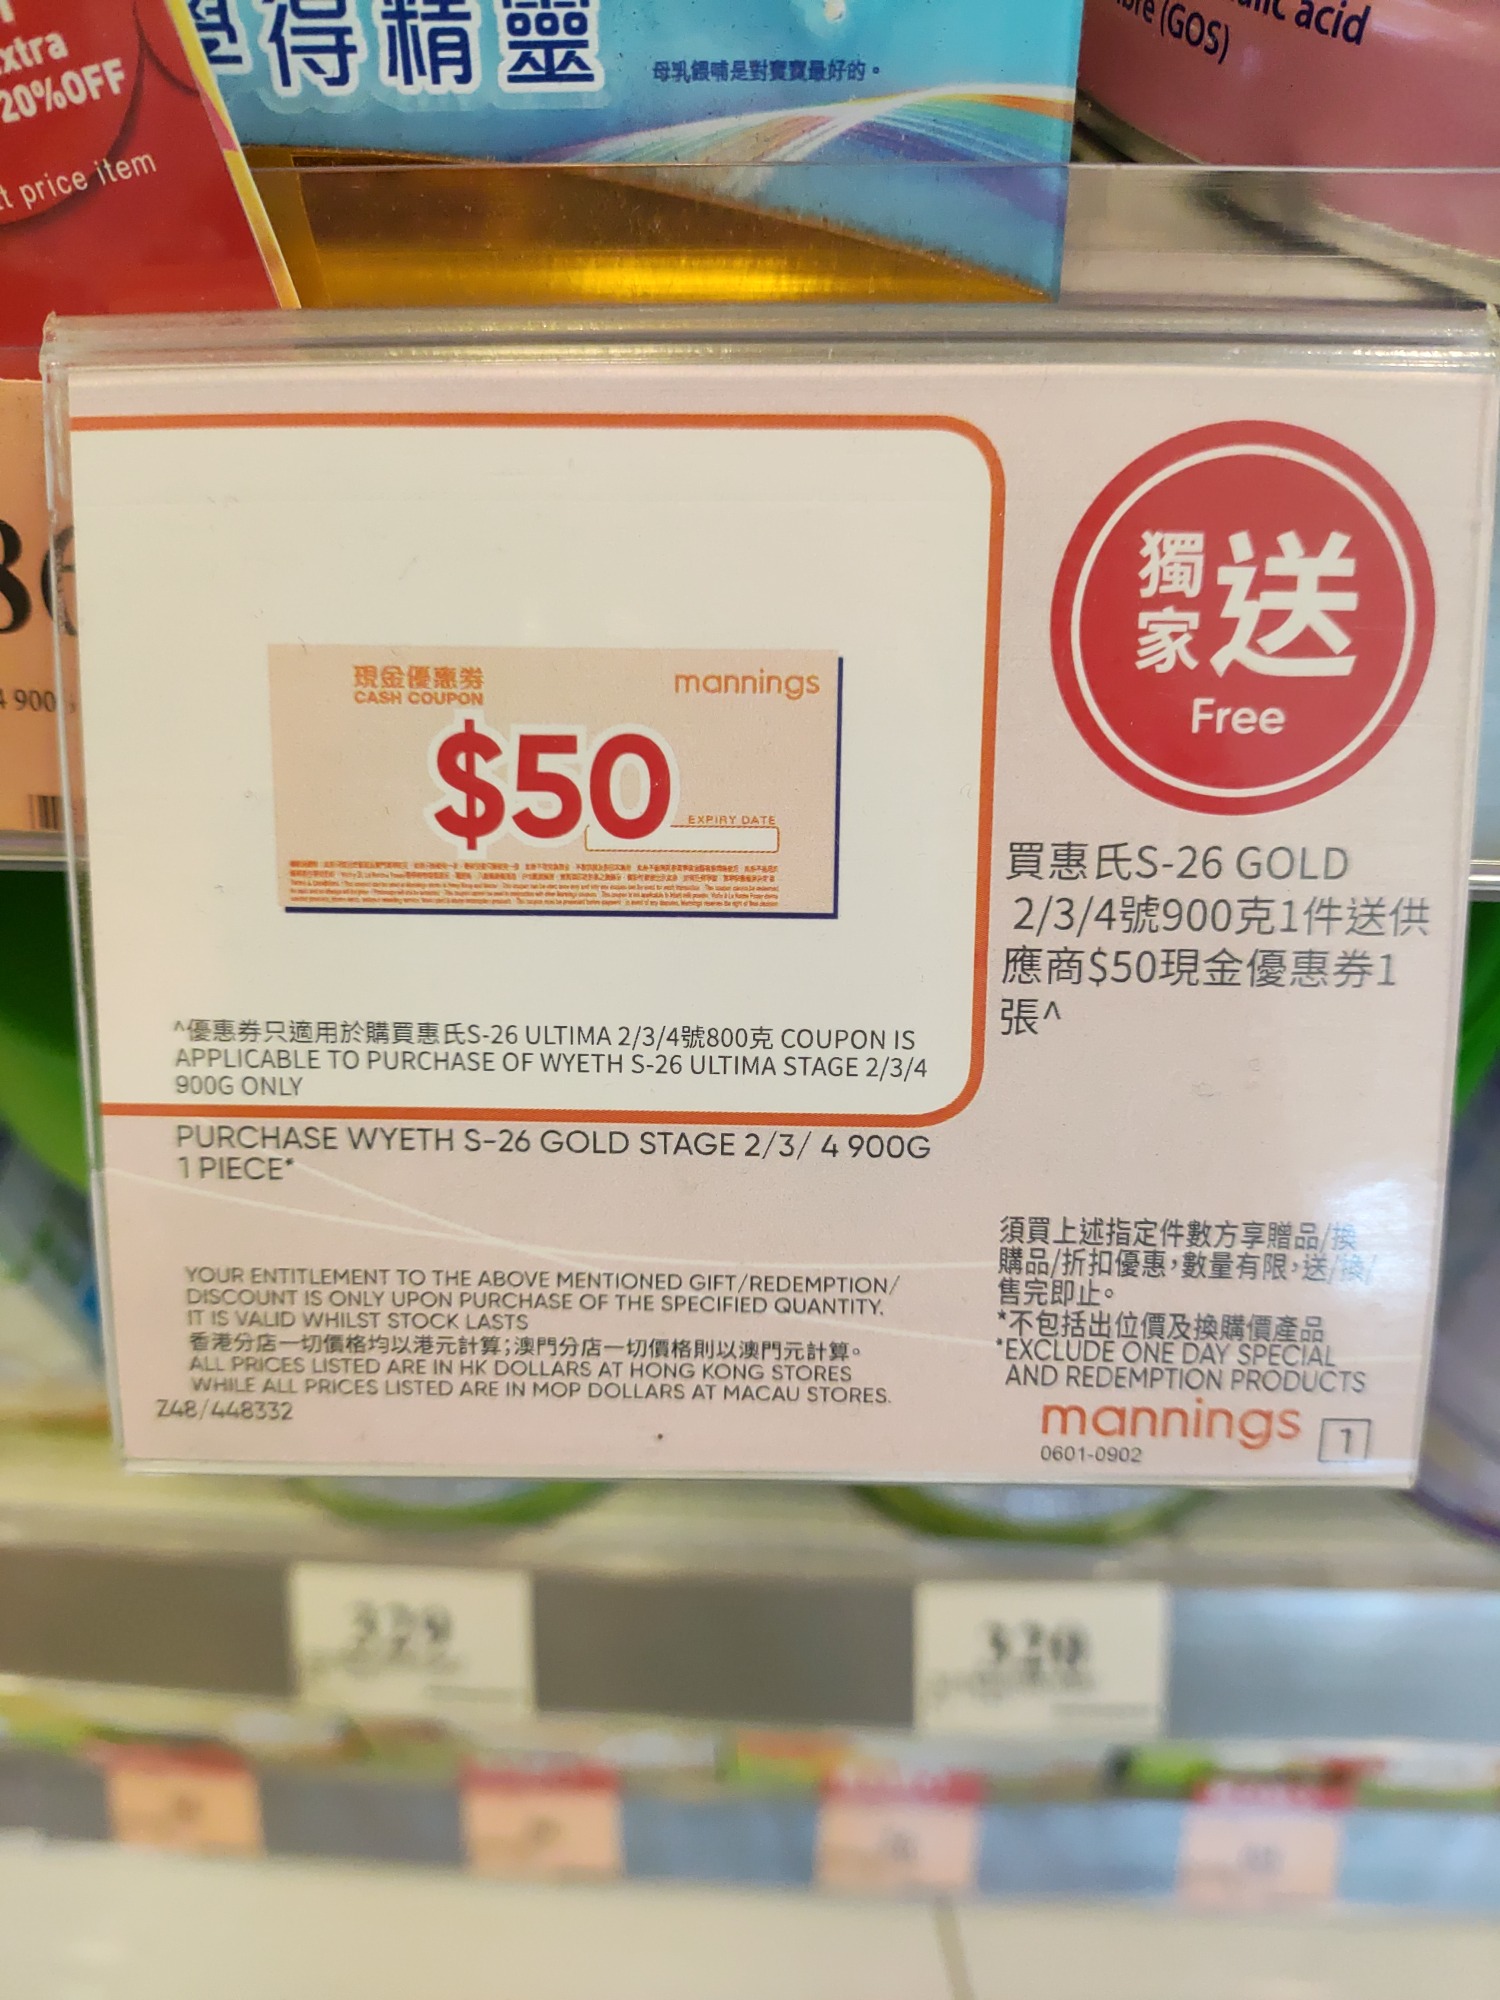 xtra
20%OFF
price item
得精靈
母乳餵哺是對寶寶最好的。
acid
(GOS)
4 900
現金優惠券
CASH COUPON
mannings
$50
EXPIRY DATE
^優惠券只適用於購買惠氏S-26 ULTIMA 2/3/4號800克 COUPON IS
APPLICABLE TO PURCHASE OF WYETH S-26 ULTIMA STAGE 2/3/4
900G ONLY
PURCHASE WYETH S-26 GOLD STAGE 2/3/ 4 900G
1 PIECE*
YOUR ENTITLEMENT TO THE ABOVE MENTIONED GIFT/REDEMPTION/
DISCOUNT IS ONLY UPON PURCHASE OF THE SPECIFIED QUANTITY.
IT IS VALID WHILST STOCK LASTS
香港分店一切價格均以港元計算;澳門分店一切價格則以澳門元計算。
ALL PRICES LISTED ARE IN HK DOLLARS AT HONG KONG STORES
WHILE ALL PRICES LISTED ARE IN MOP DOLLARS AT MACAU STORES.
Z48/448332
獨家送
Free
買惠氏S-26 GOLD
2/3/4號900克1件送供
應商$50現金優惠券1
張^
須買上述指定件數方享贈品/換
購品/折扣優惠,數量有限,送/換/
售完即止。
*不包括出位價及換購價產品
*EXCLUDE ONE DAY SPECIAL
AND REDEMPTION PRODUCTS
mannings
1
0601-0902
329